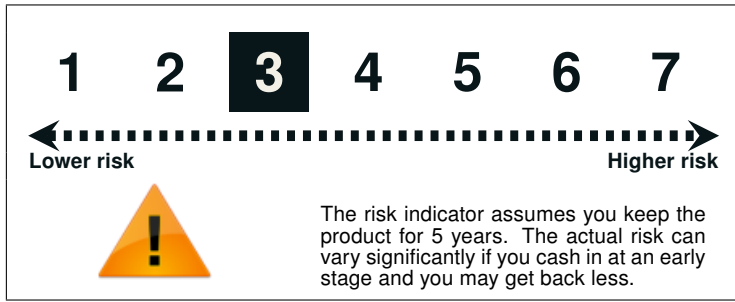 1 2 3 4 5 6 7
Lower risk Higher risk
!
The risk indicator assumes you keep the
product for 5 years. The actual risk can
vary significantly if you cash in at an early
stage and you may get back less.